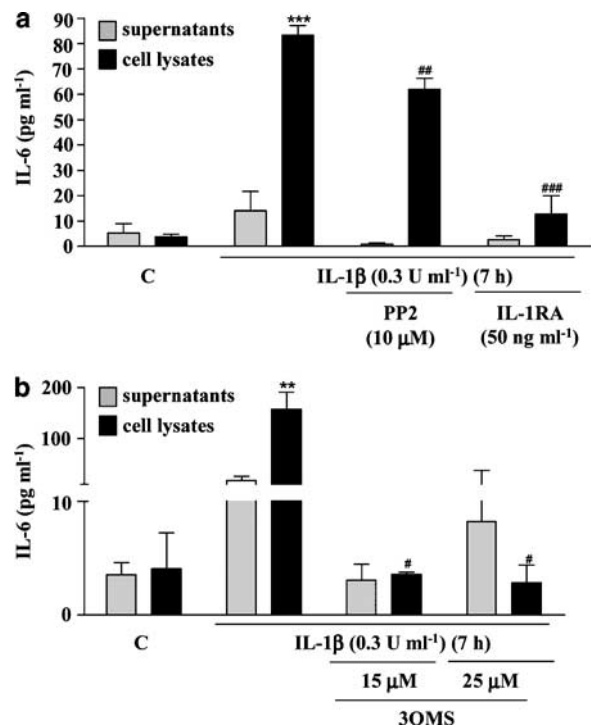 a
supernatants
cell lysates
IL-6 (pg ml⁻¹)
90
80
70
60
50
40
30
20
10
0
***
##
###
C
IL-1β (0.3 U ml⁻¹) (7 h)
PP2
(10 μM)
IL-1RA
(50 ng ml⁻¹)
b
supernatants
cell lysates
IL-6 (pg ml⁻¹)
200
100
10
0
**
#
#
C
IL-1β (0.3 U ml⁻¹) (7 h)
15 μM
25 μM
3OMS